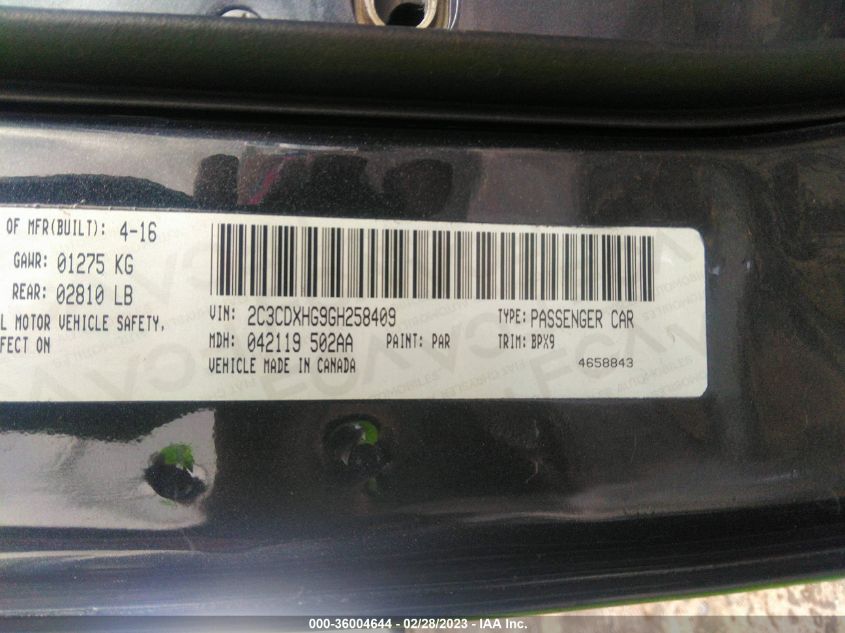 OF MFR(BUILT): 4-16
GAWR: 01275 KG
REAR: 02810 LB
L MOTOR VEHICLE SAFETY,
FFECT ON
VIN: 2C3CDXHG9GH258409 TYPE: PASSENGER CAR
MDH: 042119 502AA PAINT: PAR TRIM: BPX9
VEHICLE MADE IN CANADA 4658843
000-36004644 / 02/28/2023 - IAA Inc.